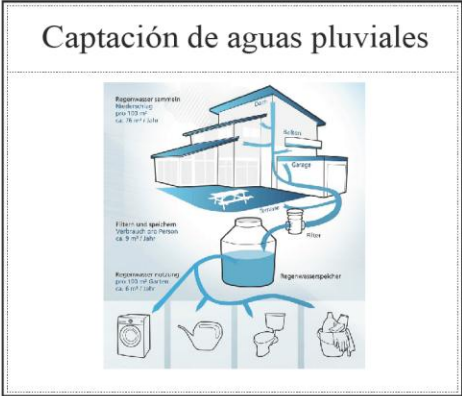 Captación de aguas pluviales
Regenwasser sammeln
Niederschlag
pro 100 m²
ca. 76 m³ / Jahr
Dach
Balkon
Garage
Terrasse
Filter
Filtern und speichern
Verbrauch pro Person
ca. 9 m³ / Jahr
Regenwasser nutzung
pro 100 m² Garten
ca. 6 m³ / Jahr
Regenwasserspeicher